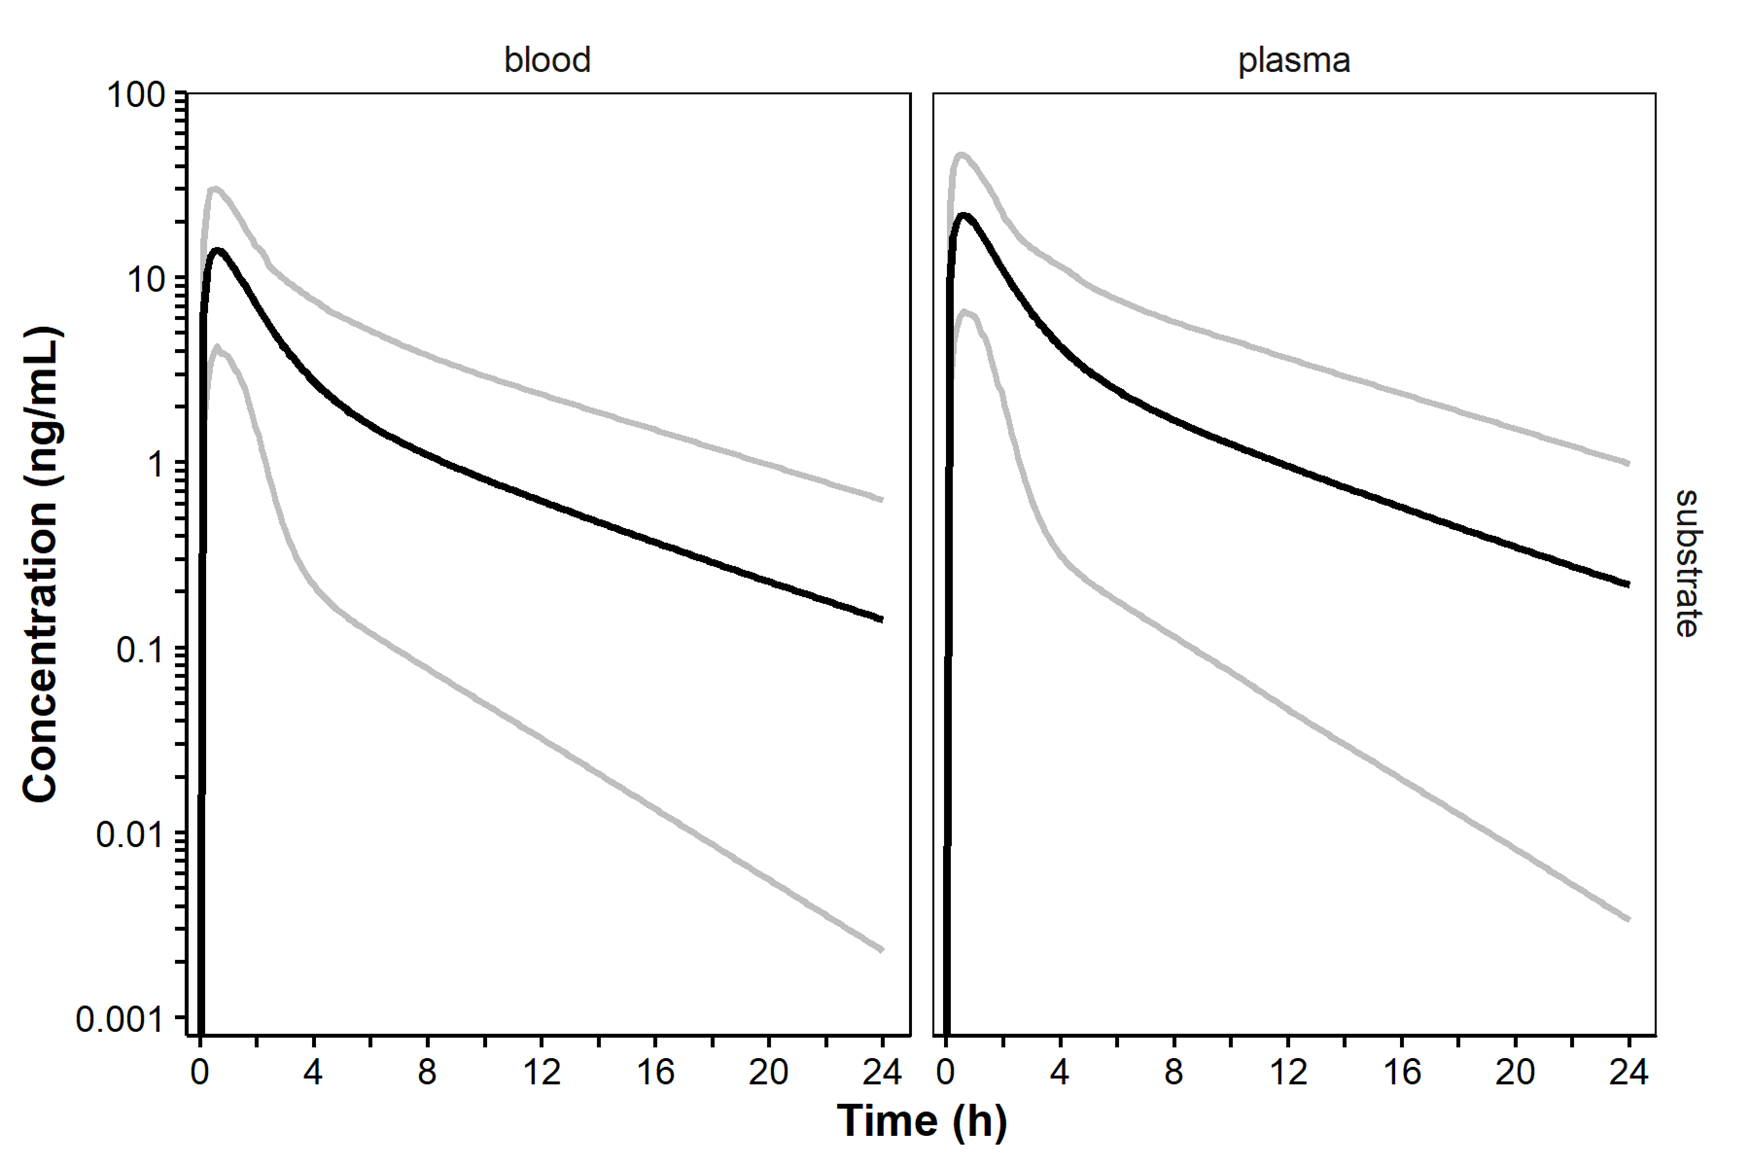 blood
plasma
100
10
1
0.1
0.01
0.001
Concentration (ng/mL)
substrate
0 4 8 12 16 20 24
0 4 8 12 16 20 24
Time (h)